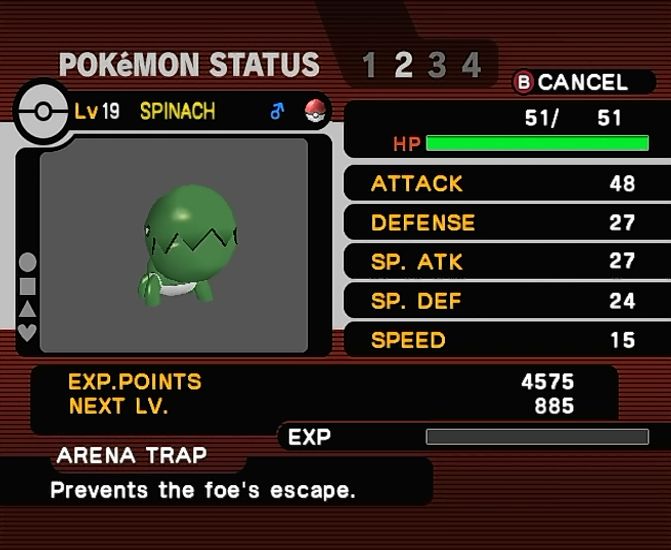 POKéMON STATUS 1 2 3 4
B CANCEL
Lv 19 SPINACH ♂
51/ 51
HP
ATTACK 48
DEFENSE 27
SP. ATK 27
SP. DEF 24
SPEED 15
EXP.POINTS 4575
NEXT LV. 885
EXP
ARENA TRAP
Prevents the foe's escape.